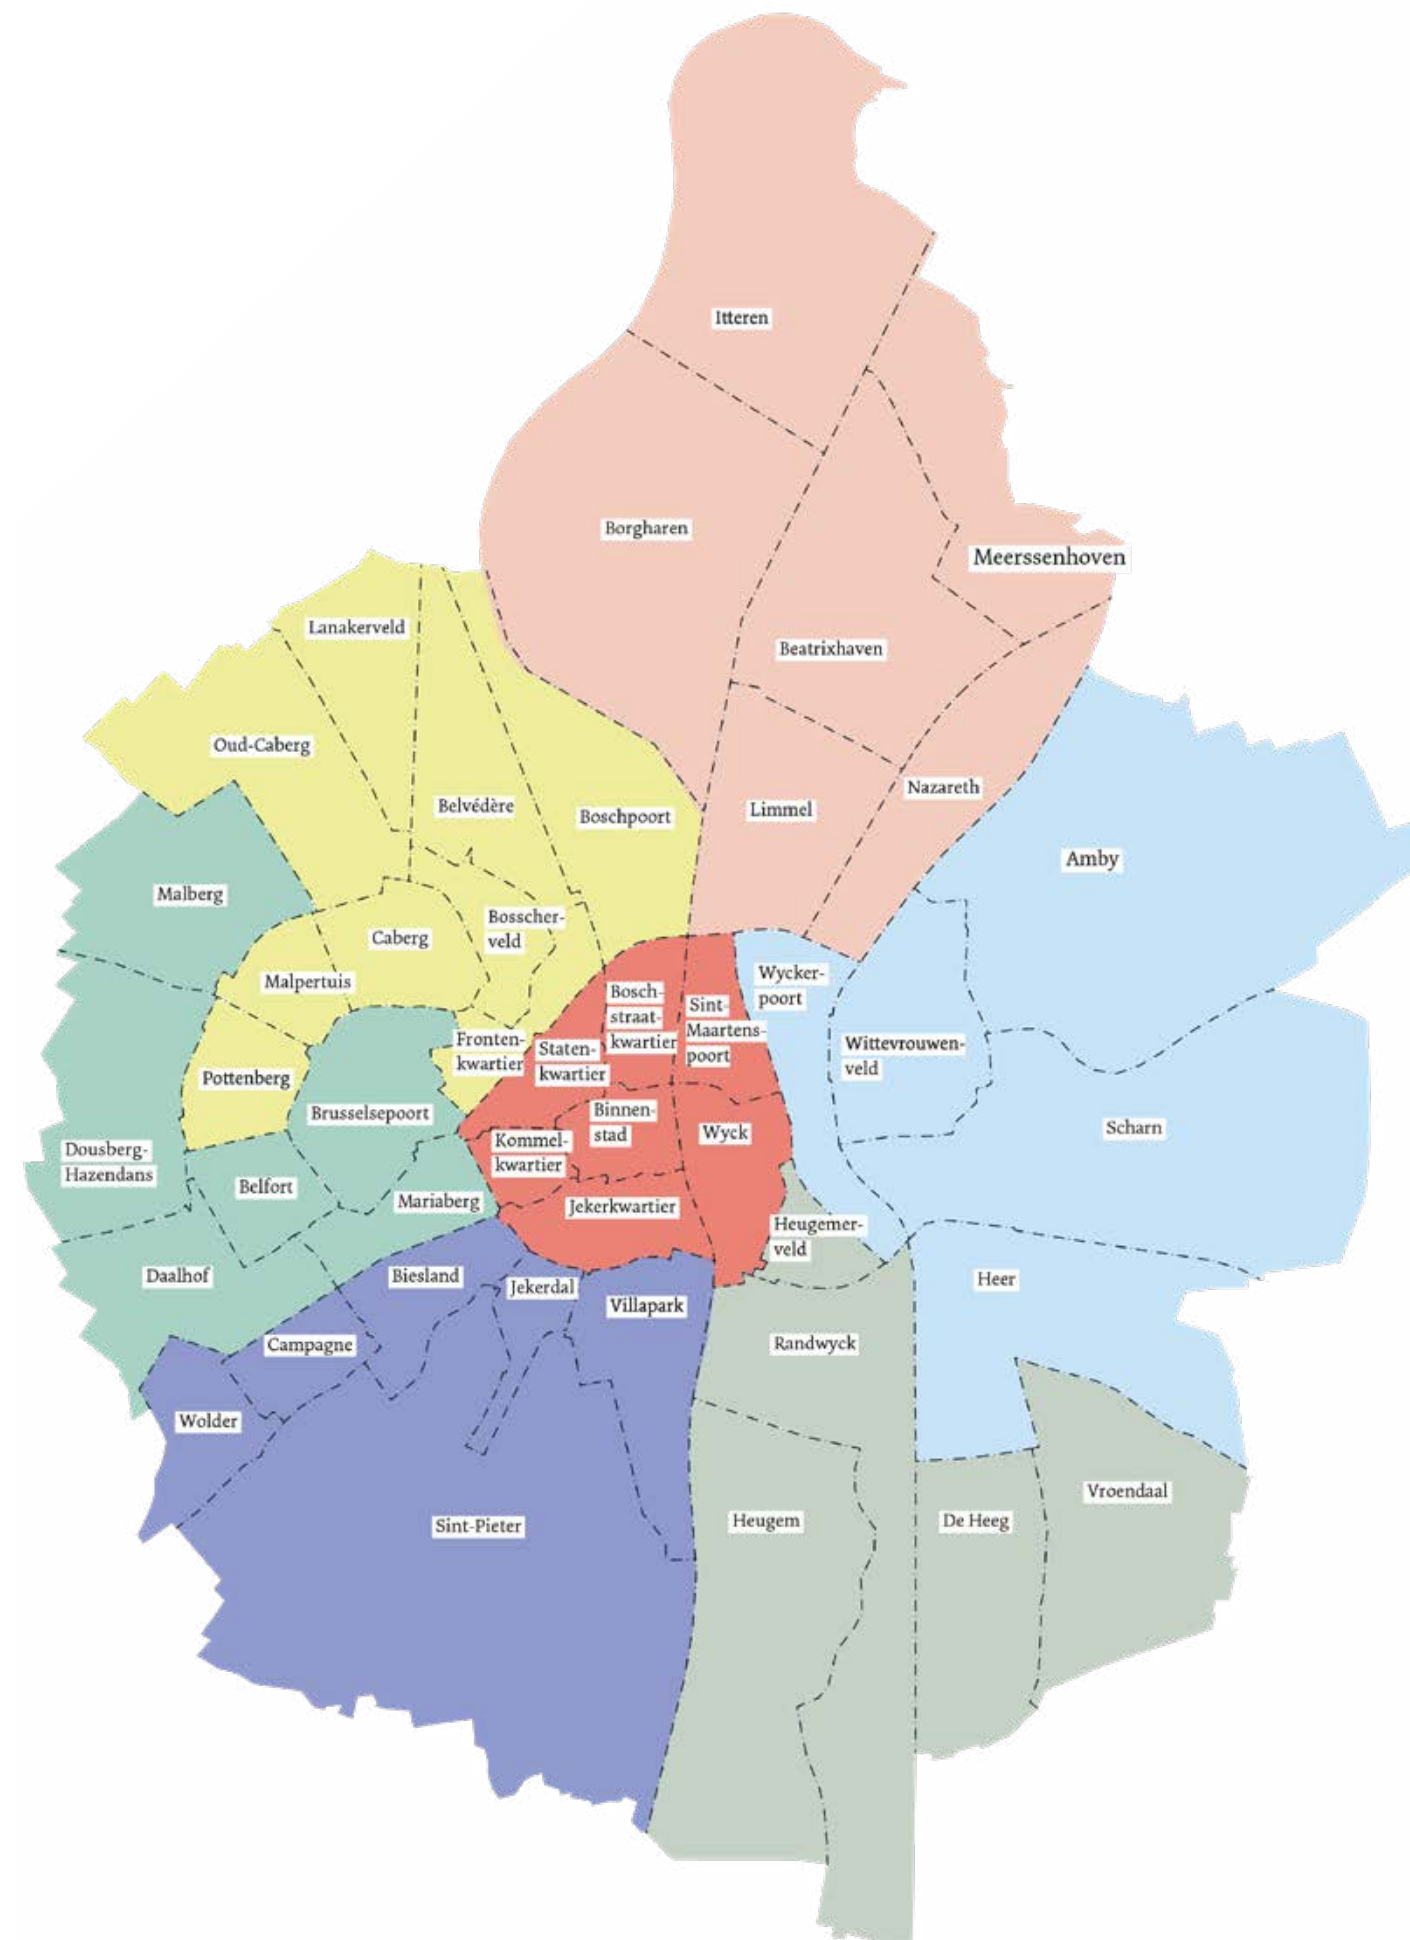 Itteren
Borgharen
Meerssenhoven
Lanakerveld
Beatrixhaven
Oud-Caberg
Nazareth
Belvédère
Limmel
Boschpoort
Amby
Malberg
Bosscher-
veld
Caberg
Malpertuis
Wycker-
poort
Bosch-
straat-
kwartier
Sint-
Maartens-
poort
Fronten-
kwartier
Staten-
kwartier
Wittevrouwen-
veld
Pottenberg
Brusselsepoort
Binnen-
stad
Wyck
Scharn
Kommel-
kwartier
Dousberg-
Hazendans
Belfort
Mariaberg
Jekerkwartier
Heugemer-
veld
Daalhof
Biesland
Jekerdal
Heer
Villapark
Campagne
Randwyck
Wolder
Vroendaal
Sint-Pieter
Heugem
De Heeg